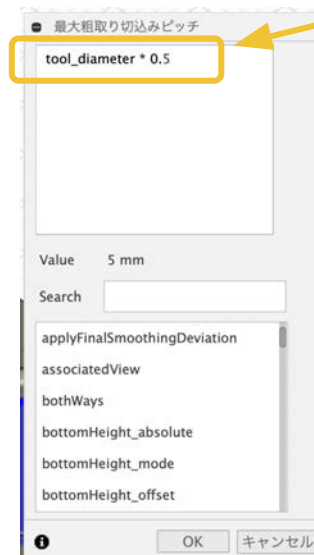 最大粗取り切込みピッチ
tool_diameter * 0.5
Value 5 mm
Search
applyFinalSmoothingDeviation
associatedView
bothWays
bottomHeight_absolute
bottomHeight_mode
bottomHeight_offset
OK キャンセル